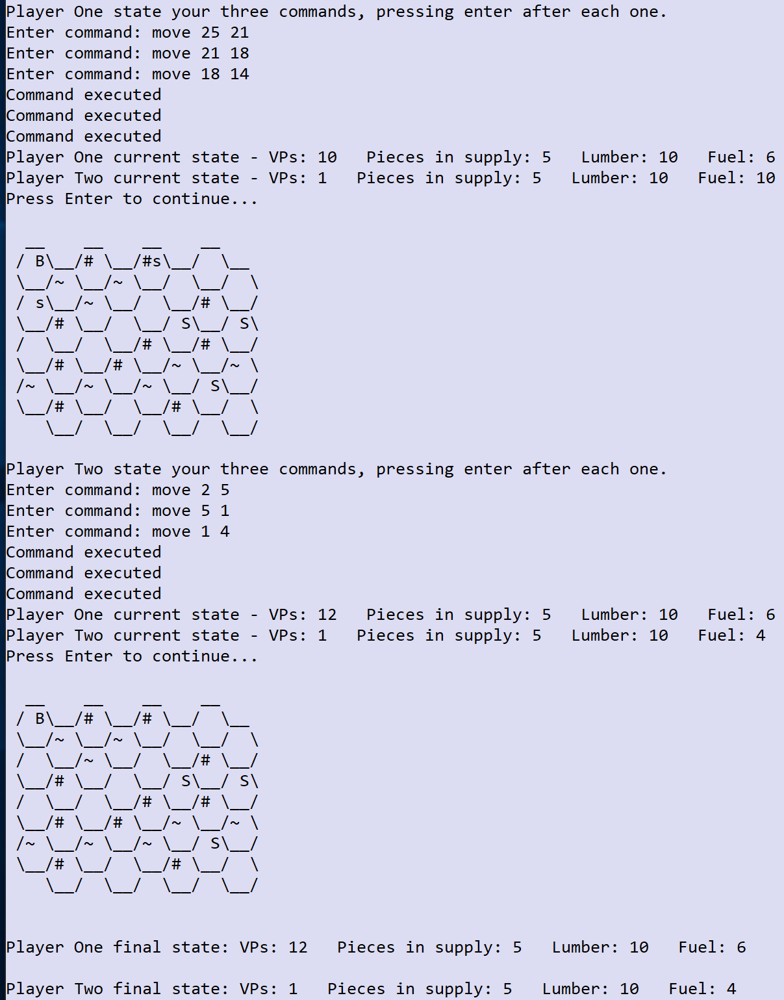 Player One state your three commands, pressing enter after each one.
Enter command: move 25 21
Enter command: move 21 18
Enter command: move 18 14
Command executed
Command executed
Command executed
Player One current state - VPs: 10   Pieces in supply: 5   Lumber: 10   Fuel: 6
Player Two current state - VPs: 1   Pieces in supply: 5   Lumber: 10   Fuel: 10
Press Enter to continue...
  __    __    __    __
 / B\__/# \__/#s\__/  \__
 \__/~ \__/~ \__/  \__/  \
 / s\__/~ \__/  \__/# \__/
 \__/# \__/  \__/ S\__/ S\
 /  \__/  \__/# \__/# \__/
 \__/# \__/# \__/~ \__/~ \
 /~ \__/~ \__/~ \__/ S\__/
 \__/# \__/  \__/# \__/  \
    \__/  \__/  \__/  \__/
Player Two state your three commands, pressing enter after each one.
Enter command: move 2 5
Enter command: move 5 1
Enter command: move 1 4
Command executed
Command executed
Command executed
Player One current state - VPs: 12   Pieces in supply: 5   Lumber: 10   Fuel: 6
Player Two current state - VPs: 1   Pieces in supply: 5   Lumber: 10   Fuel: 4
Press Enter to continue...
  __    __    __    __
 / B\__/# \__/# \__/  \__
 \__/~ \__/~ \__/  \__/  \
 /  \__/~ \__/  \__/# \__/
 \__/# \__/  \__/ S\__/ S\
 /  \__/  \__/# \__/# \__/
 \__/# \__/# \__/~ \__/~ \
 /~ \__/~ \__/~ \__/ S\__/
 \__/# \__/  \__/# \__/  \
    \__/  \__/  \__/  \__/
Player One final state: VPs: 12   Pieces in supply: 5   Lumber: 10   Fuel: 6
Player Two final state: VPs: 1   Pieces in supply: 5   Lumber: 10   Fuel: 4